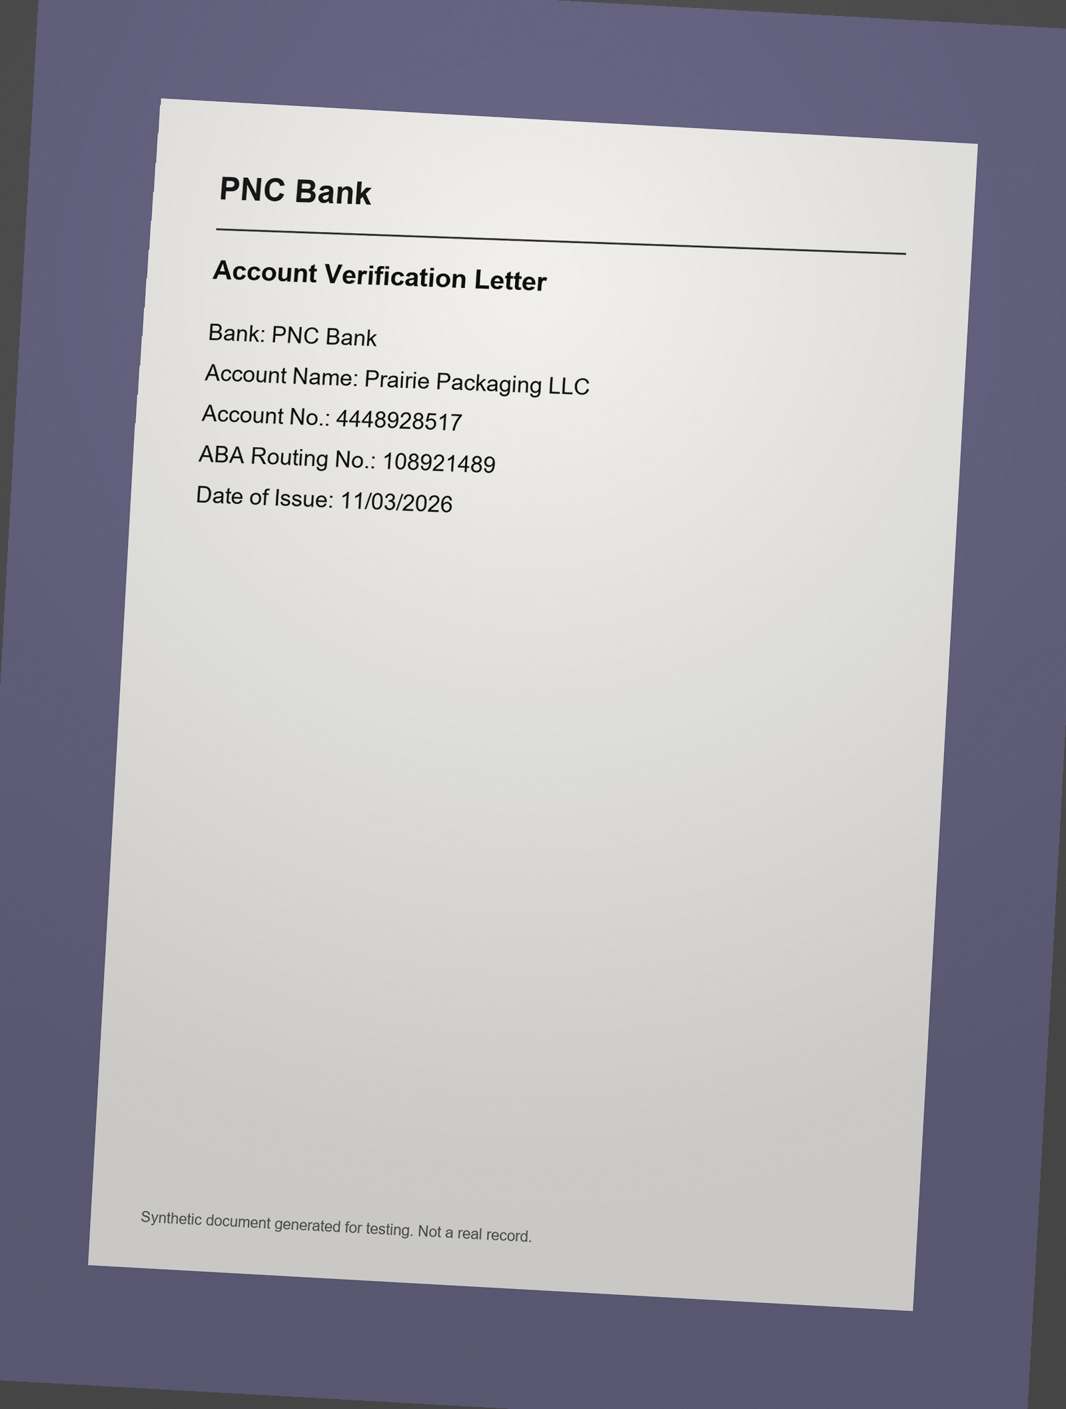 PNC Bank
Account Verification Letter
Bank: PNC Bank
Account Name: Prairie Packaging LLC
Account No.: 4448928517
ABA Routing No.: 108921489
Date of Issue: 11/03/2026
Synthetic document generated for testing. Not a real record.